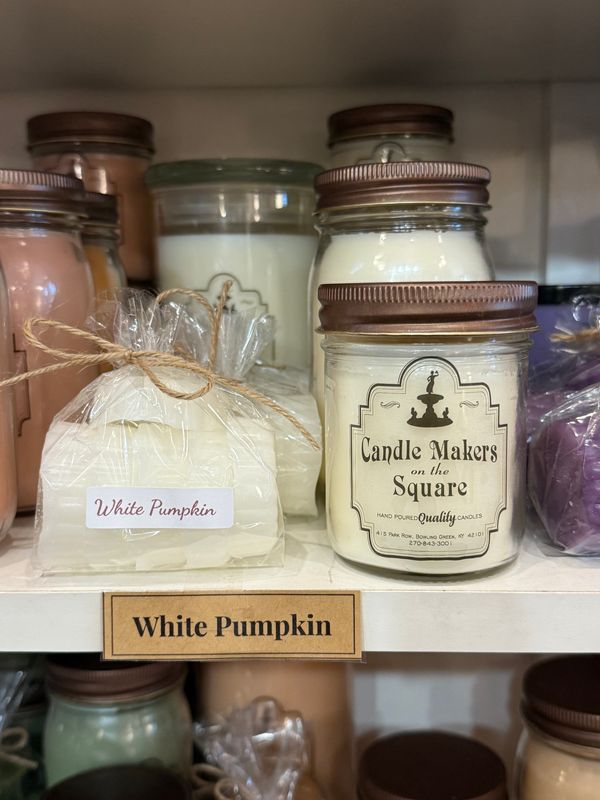 White Pumpkin
Candle Makers
on the
Square
HAND POURED Quality CANDLES
415 PARK ROW, BOWLING GREEN, KY 42101
270-843-3001
White Pumpkin